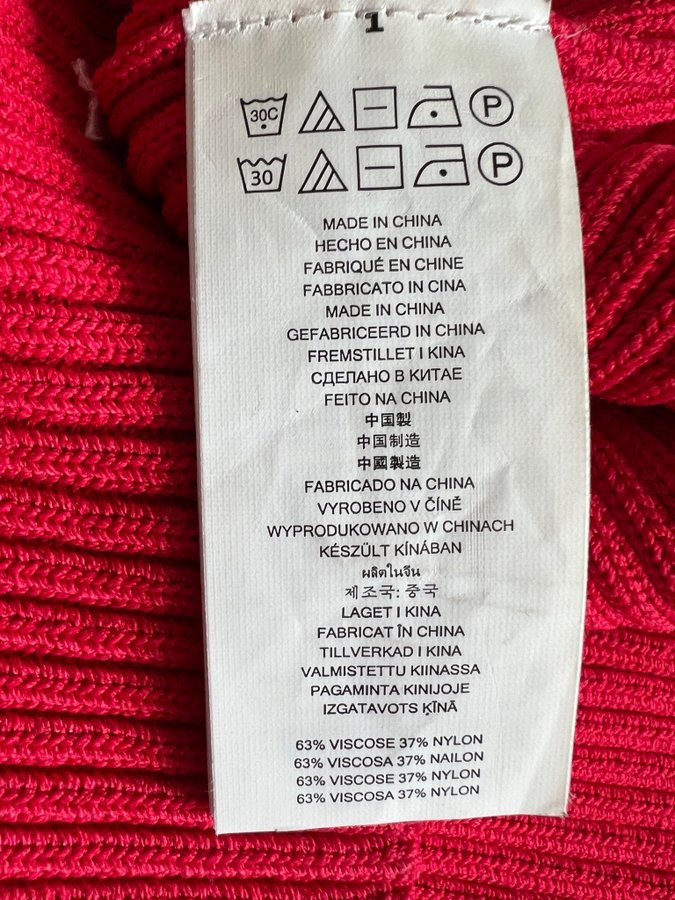 1
30C P
30 P
MADE IN CHINA
HECHO EN CHINA
FABRIQUÉ EN CHINE
FABBRICATO IN CINA
MADE IN CHINA
GEFABRICEERD IN CHINA
FREMSTILLET I KINA
СДЕЛАНО В КИТАЕ
FEITO NA CHINA
中国製
中国制造
中國製造
FABRICADO NA CHINA
VYROBENO V ČÍNĚ
WYPRODUKOWANO W CHINACH
KÉSZÜLT KÍNÁBAN
ผลิตในจีน
제조국: 중국
LAGET I KINA
FABRICAT ÎN CHINA
TILLVERKAD I KINA
VALMISTETTU KIINASSA
PAGAMINTA KINIJOJE
IZGATAVOTS ĶĪNĀ
63% VISCOSE 37% NYLON
63% VISCOSA 37% NAILON
63% VISCOSE 37% NYLON
63% VISCOSA 37% NYLON